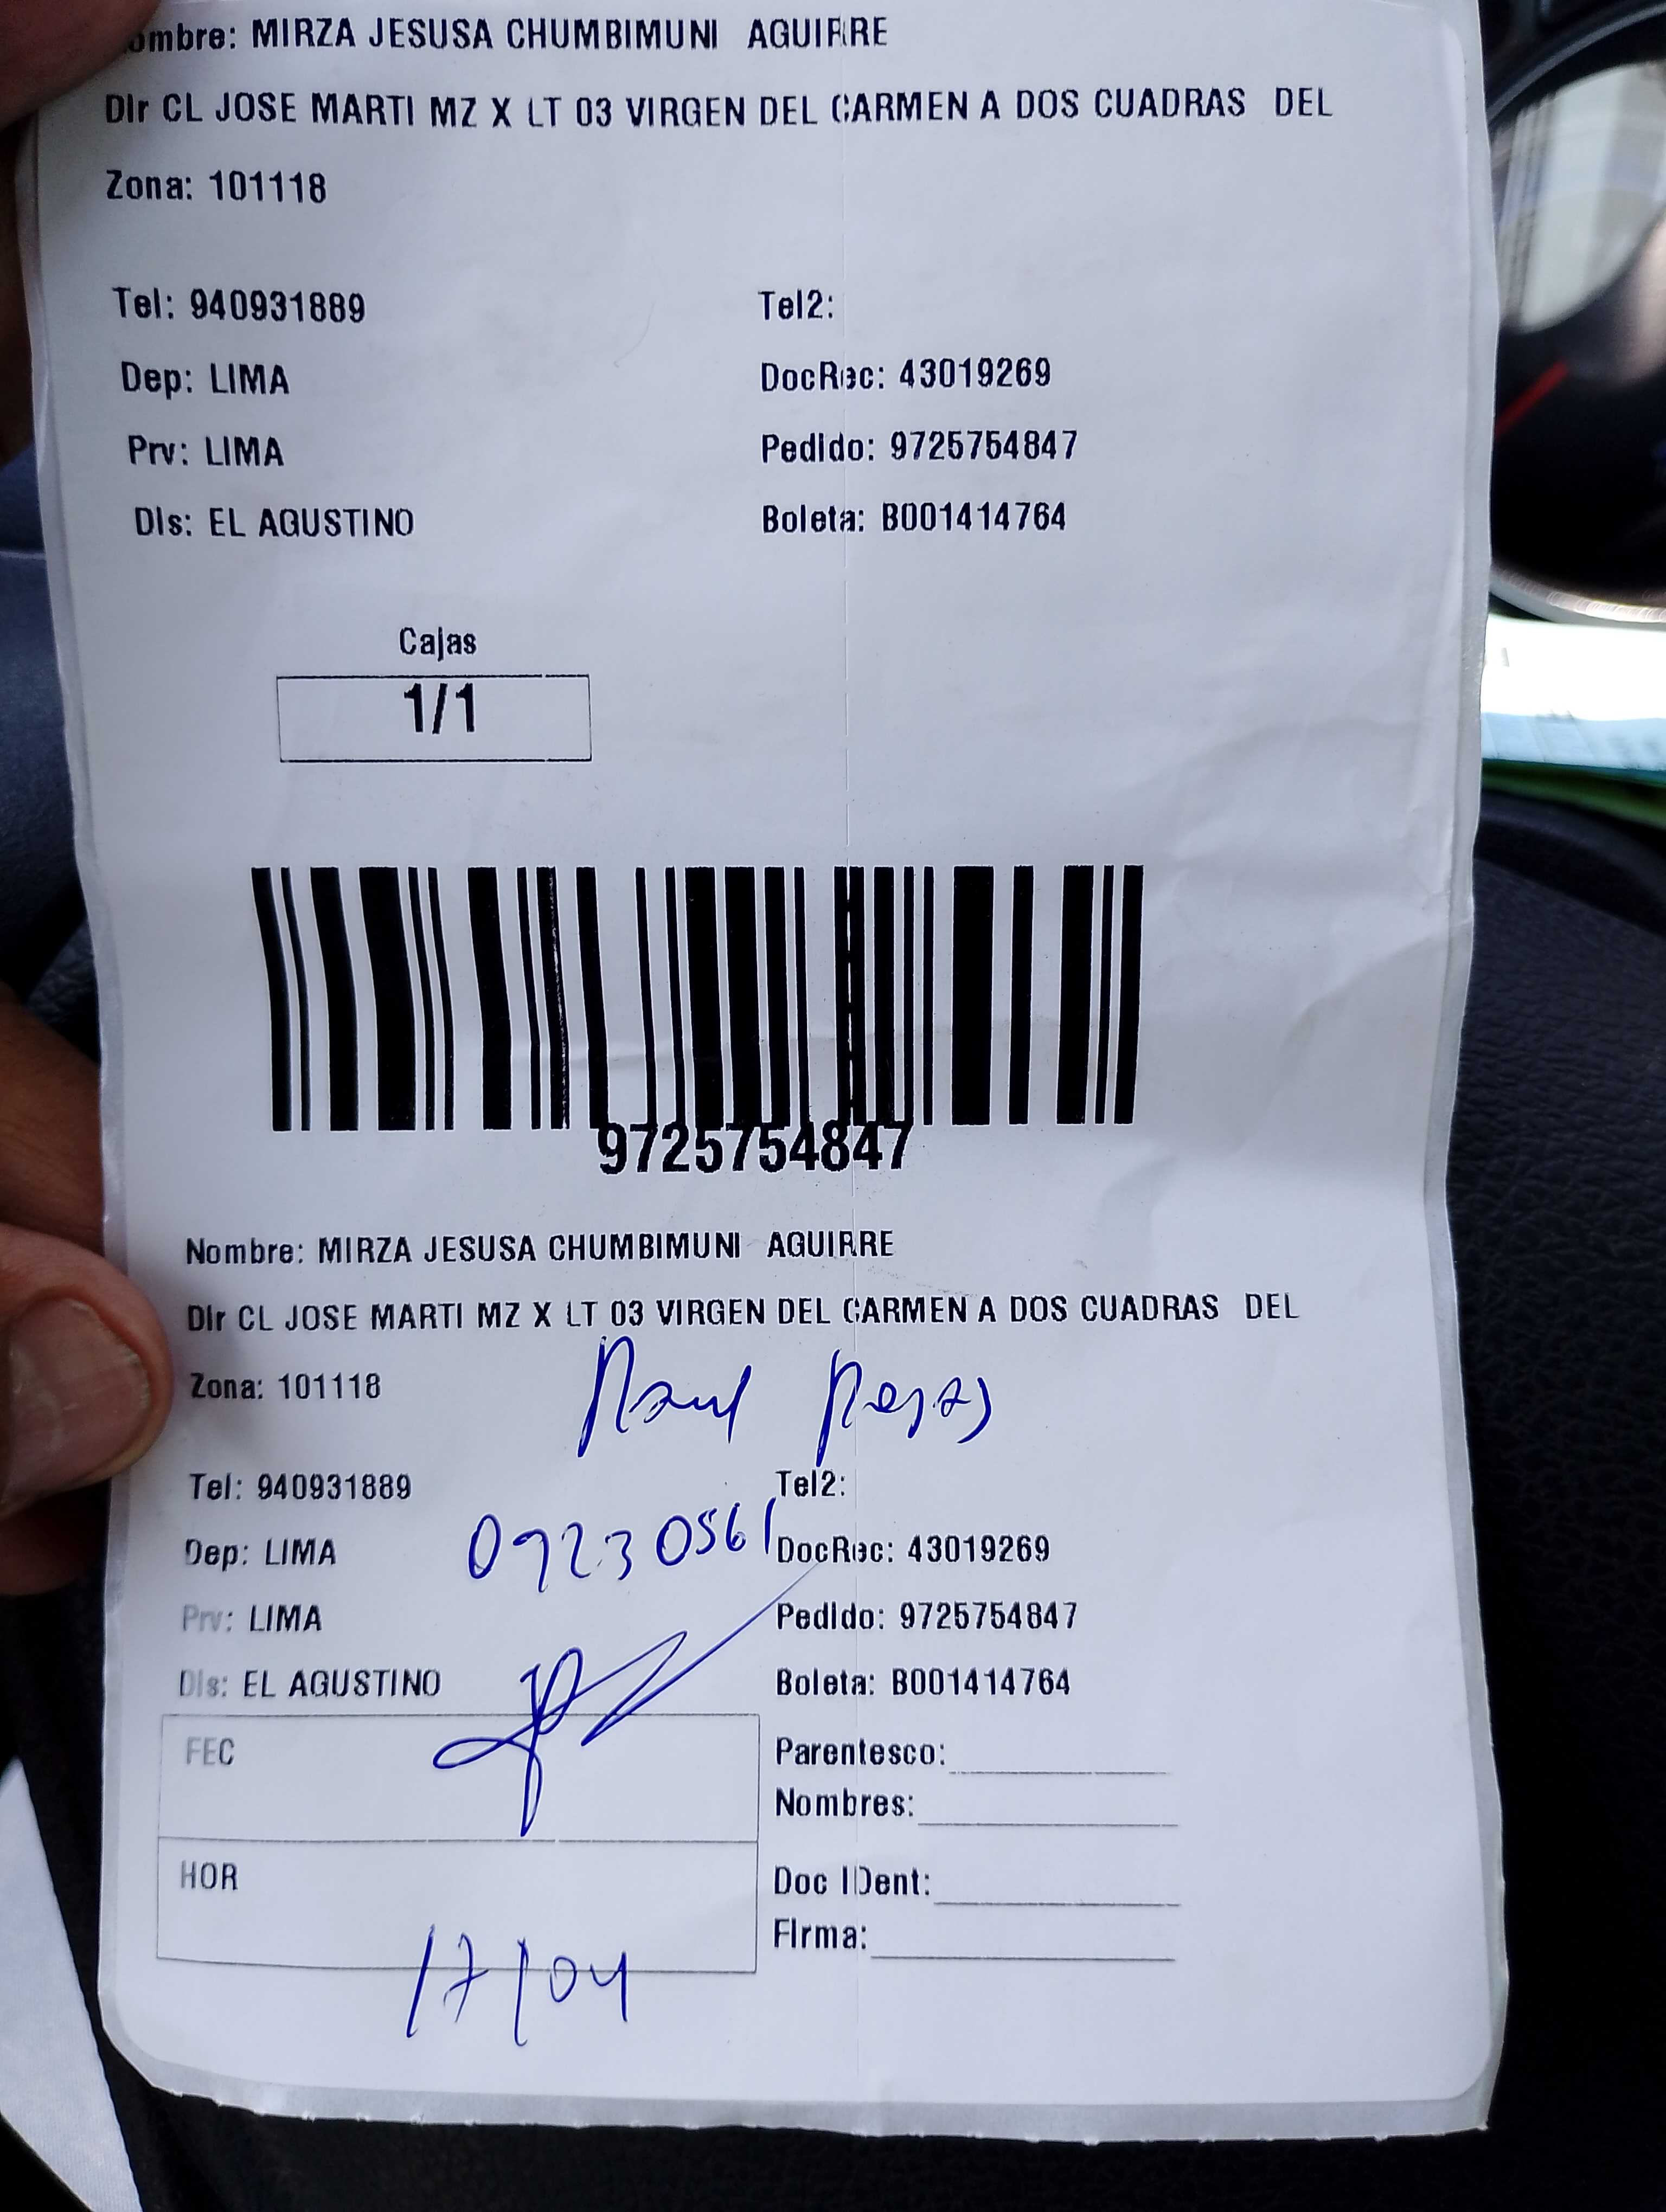 ombre: MIRZA JESUSA CHUMBIMUNI AGUIRRE
Dir CL JOSE MARTI MZ X LT 03 VIRGEN DEL CARMEN A DOS CUADRAS DEL
Zona: 101118
Tel: 940931889 Tel2:
Dep: LIMA DocRec: 43019269
Prv: LIMA Pedido: 9725754847
Dis: EL AGUSTINO Boleta: B001414764
Cajas
1/1
9725754847
Nombre: MIRZA JESUSA CHUMBIMUNI AGUIRRE
Dir CL JOSE MARTI MZ X LT 03 VIRGEN DEL CARMEN A DOS CUADRAS DEL
Raul Rojas
Zona: 101118
Tel: 940931889 Tel2:
09230561
Dep: LIMA DocRec: 43019269
Prv: LIMA Pedido: 9725754847
Dis: EL AGUSTINO Boleta: B001414764
FEC Parentesco:
Nombres:
HOR Doc IDent:
Firma:
17/04